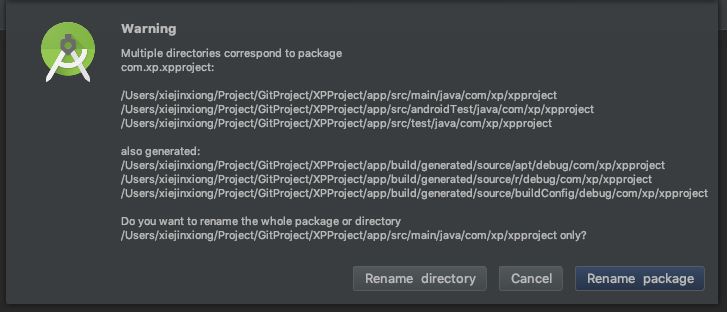 Warning
Multiple directories correspond to package
com.xp.xpproject:
/Users/xiejinxiong/Project/GitProject/XPProject/app/src/main/java/com/xp/xpproject
/Users/xiejinxiong/Project/GitProject/XPProject/app/src/androidTest/java/com/xp/xpproject
/Users/xiejinxiong/Project/GitProject/XPProject/app/src/test/java/com/xp/xpproject
also generated:
/Users/xiejinxiong/Project/GitProject/XPProject/app/build/generated/source/apt/debug/com/xp/xpproject
/Users/xiejinxiong/Project/GitProject/XPProject/app/build/generated/source/r/debug/com/xp/xpproject
/Users/xiejinxiong/Project/GitProject/XPProject/app/build/generated/source/buildConfig/debug/com/xp/xpproject
Do you want to rename the whole package or directory
/Users/xiejinxiong/Project/GitProject/XPProject/app/src/main/java/com/xp/xpproject only?
Rename directory Cancel Rename package